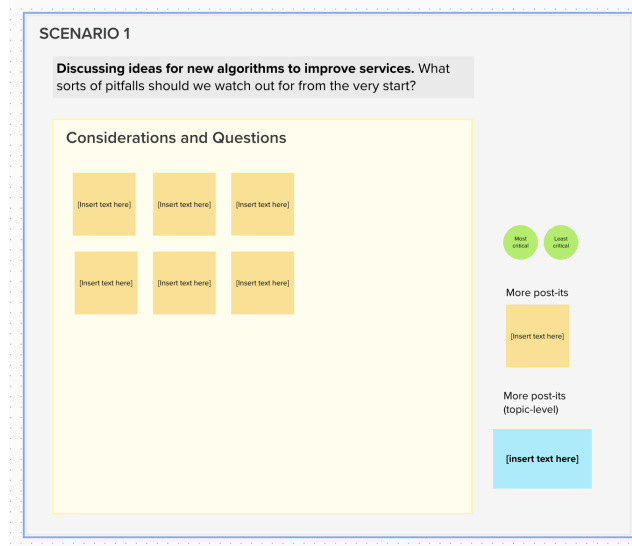 SCENARIO 1
Discussing ideas for new algorithms to improve services. What
sorts of pitfalls should we watch out for from the very start?
Considerations and Questions
[Insert text here]
[Insert text here]
[Insert text here]
[Insert text here]
[Insert text here]
[Insert text here]
Most
critical
Least
critical
More post-its
[Insert text here]
More post-its
(topic-level)
[insert text here]